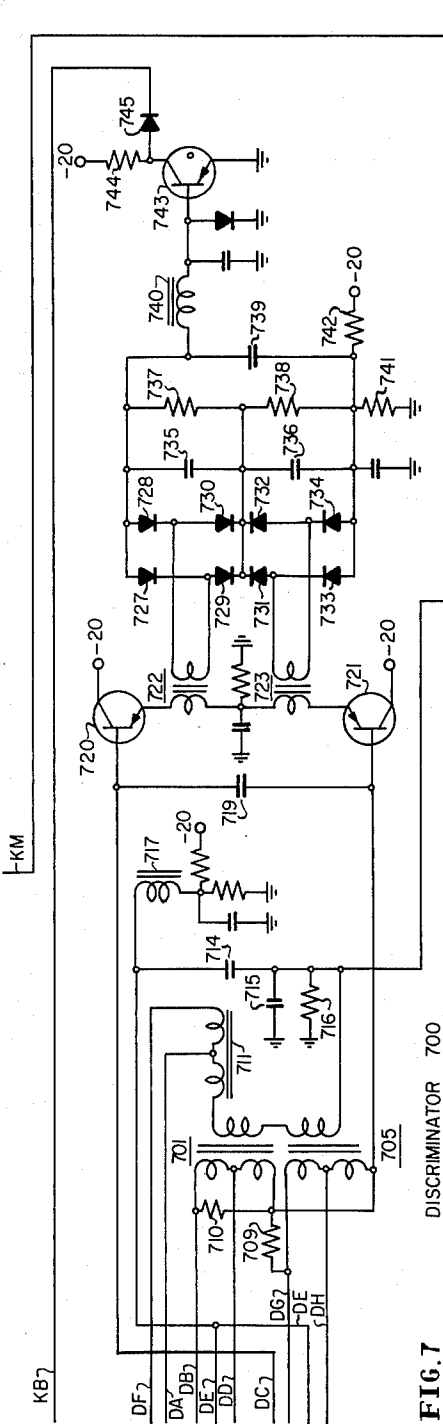 KM
KB
-20
744
745
743
740
739
-20
742
737
738
741
735
736
728
730
732
734
727
729
731
733
-20
720
722
723
721
-20
719
717
-20
714
715
716
711
701
705
710
709
DF
DA
DB
DE
DD
DC
DG
DE
DH
DISCRIMINATOR 700
FIG. 7